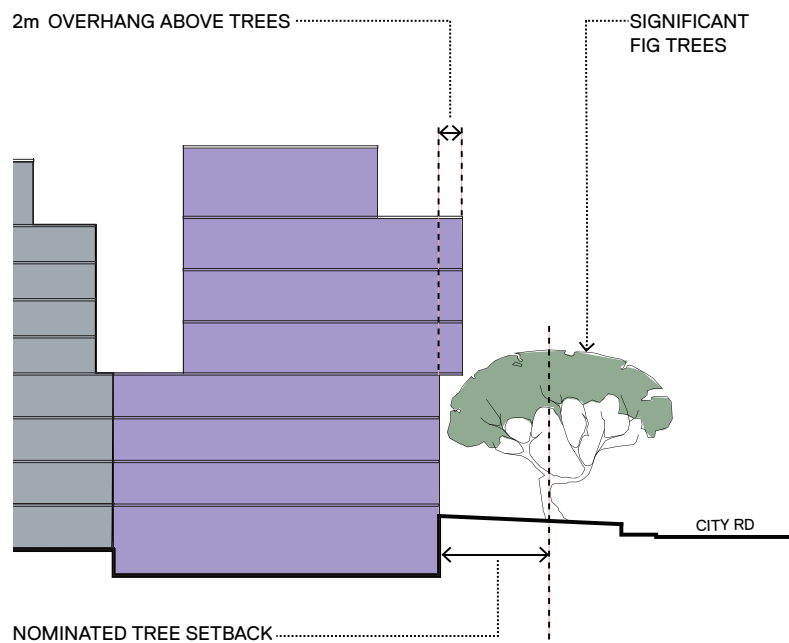 2m OVERHANG ABOVE TREES
SIGNIFICANT
FIG TREES
CITY RD
NOMINATED TREE SETBACK